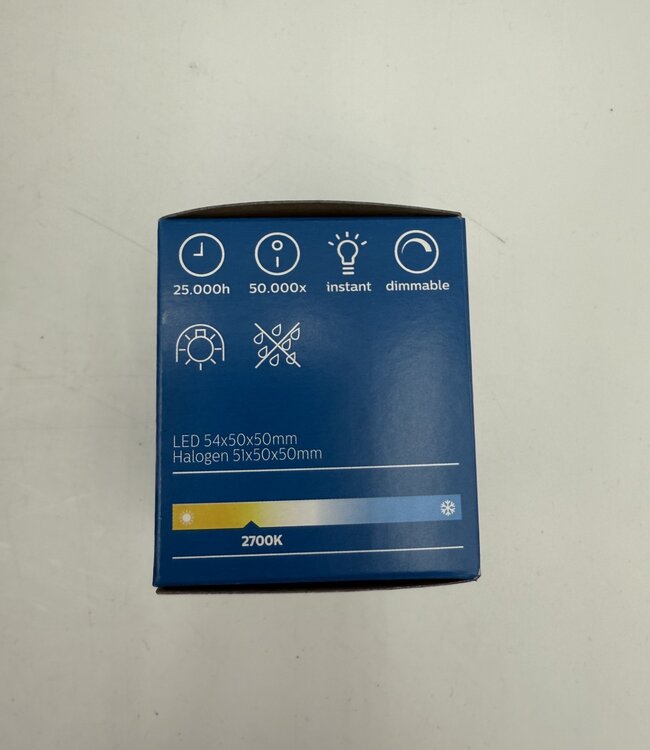 25.000h 50.000x instant dimmable
LED 54x50x50mm
Halogen 51x50x50mm
2700K